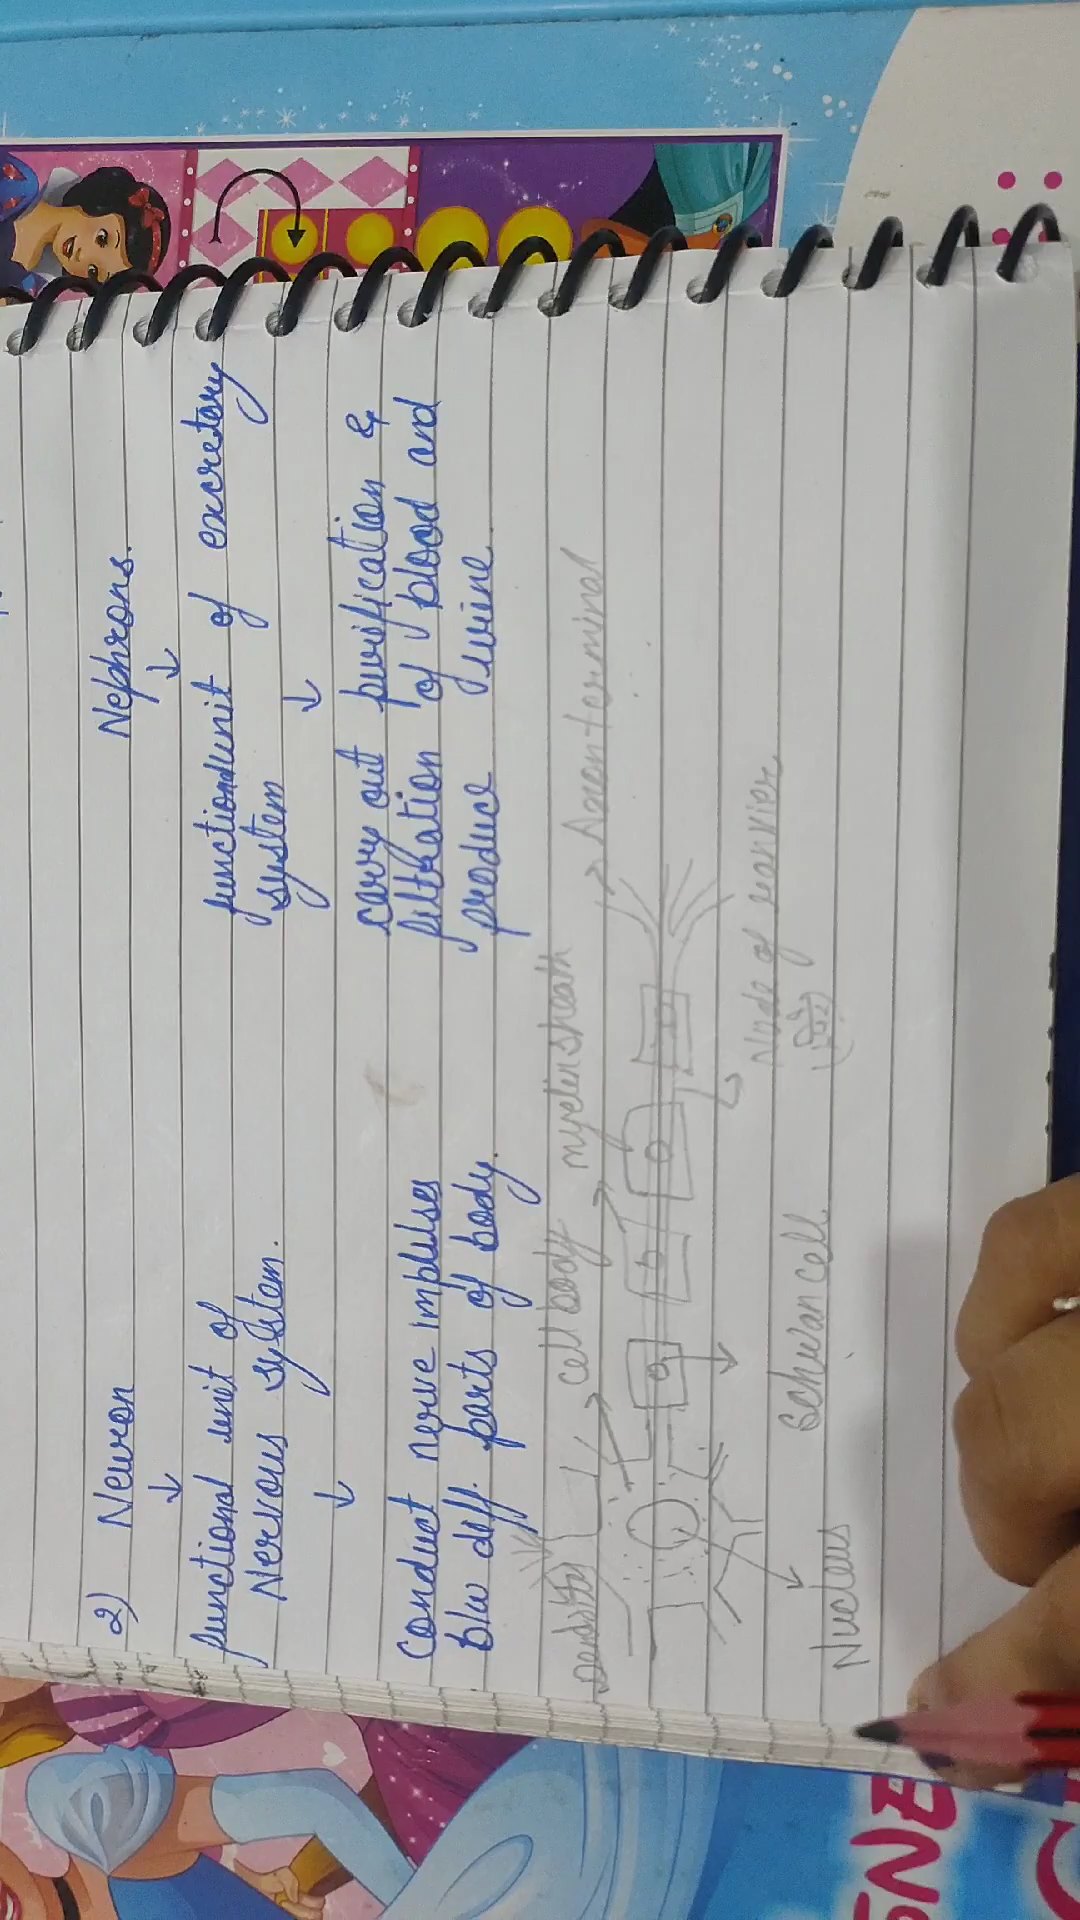 2) Neuron
Nephrons.
↓
↓
functional unit of
Nervous system.
functional unit of excretory
system
↓
↓
conduct nerve impulses
b/w diff. parts of body.
carry out purification &
filtration of blood and
produce urine
cell body
myelin sheath
Axon terminal
Node of ranvier
schwan cell
Nucleus